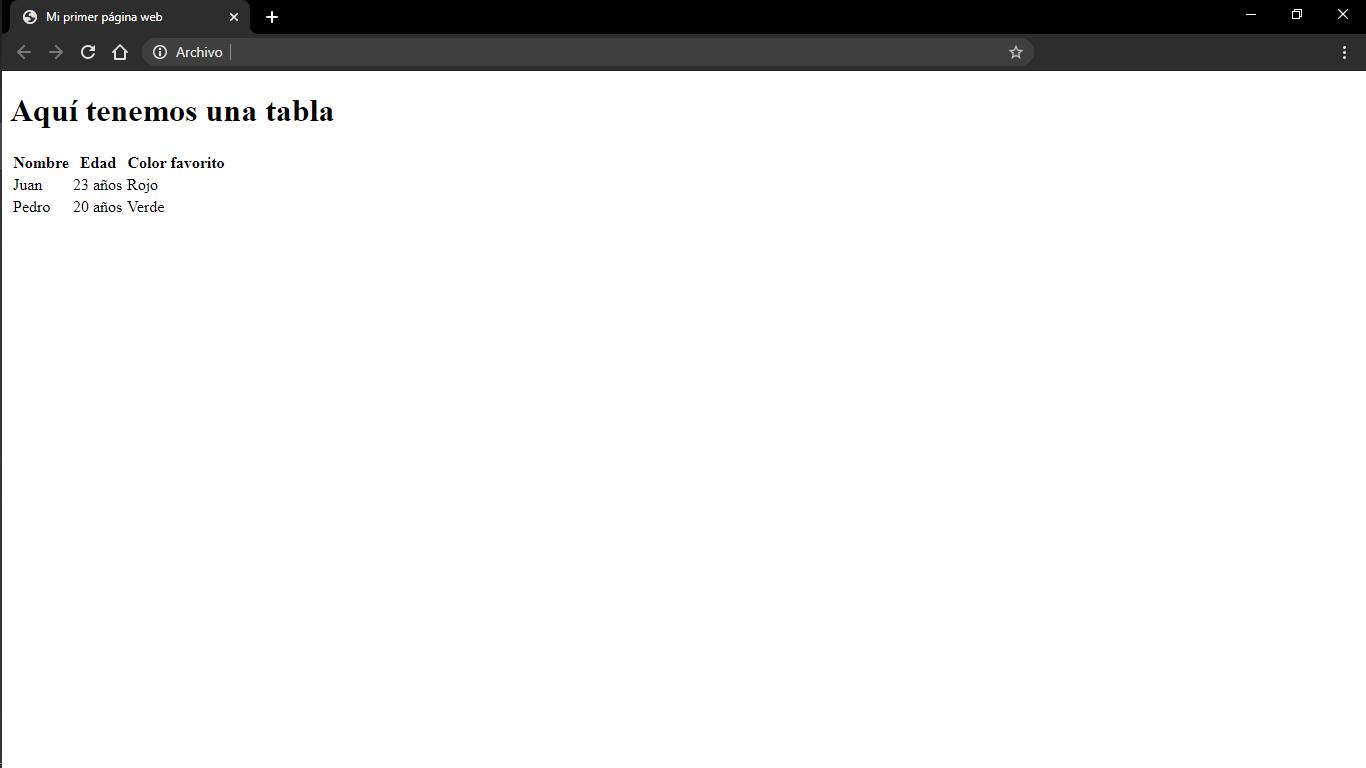 Mi primer página web
Archivo
Aquí tenemos una tabla
Nombre Edad Color favorito
Juan 23 años Rojo
Pedro 20 años Verde